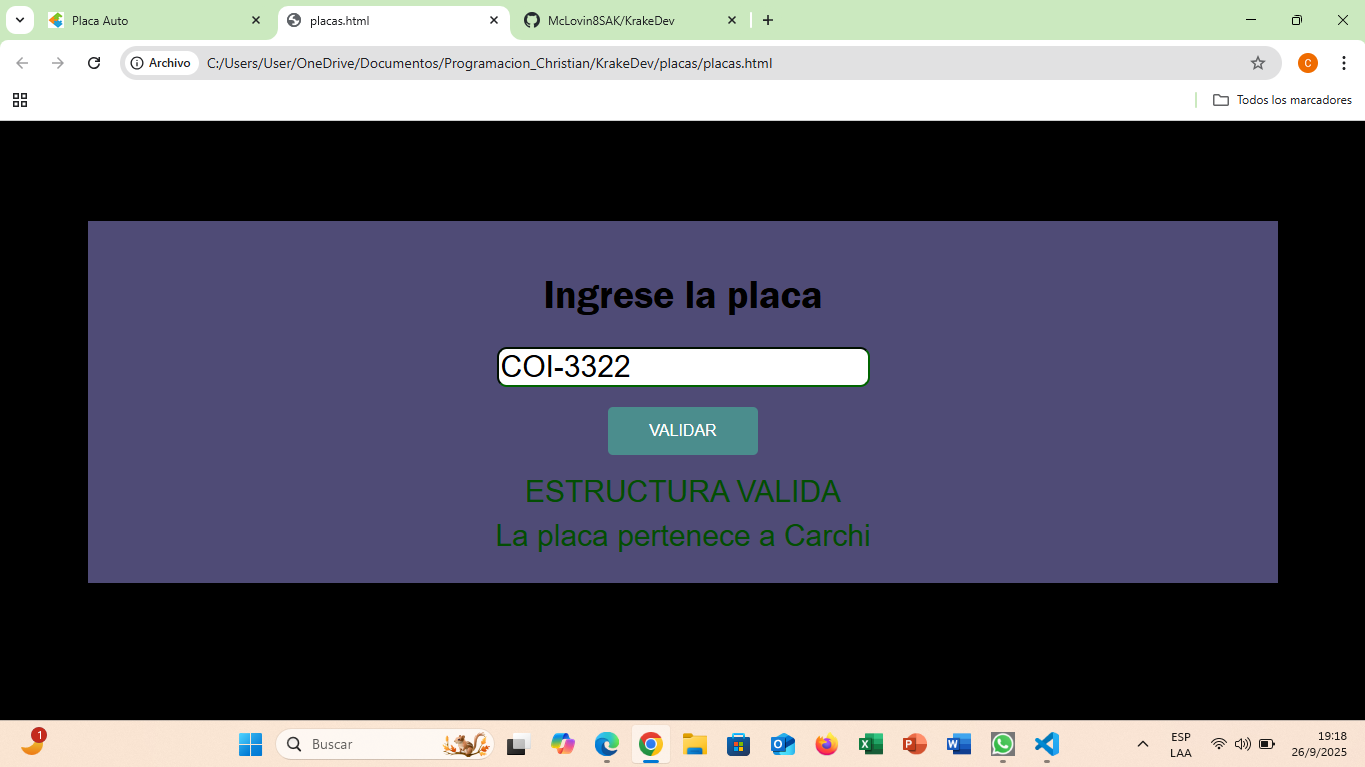 Placa Auto
placas.html
McLovin8SAK/KrakeDev
Archivo
C:/Users/User/OneDrive/Documentos/Programacion_Christian/KrakeDev/placas/placas.html
C
Todos los marcadores
Ingrese la placa
COI-3322
VALIDAR
ESTRUCTURA VALIDA
La placa pertenece a Carchi
1
Buscar
ESP
LAA
19:18
26/9/2025